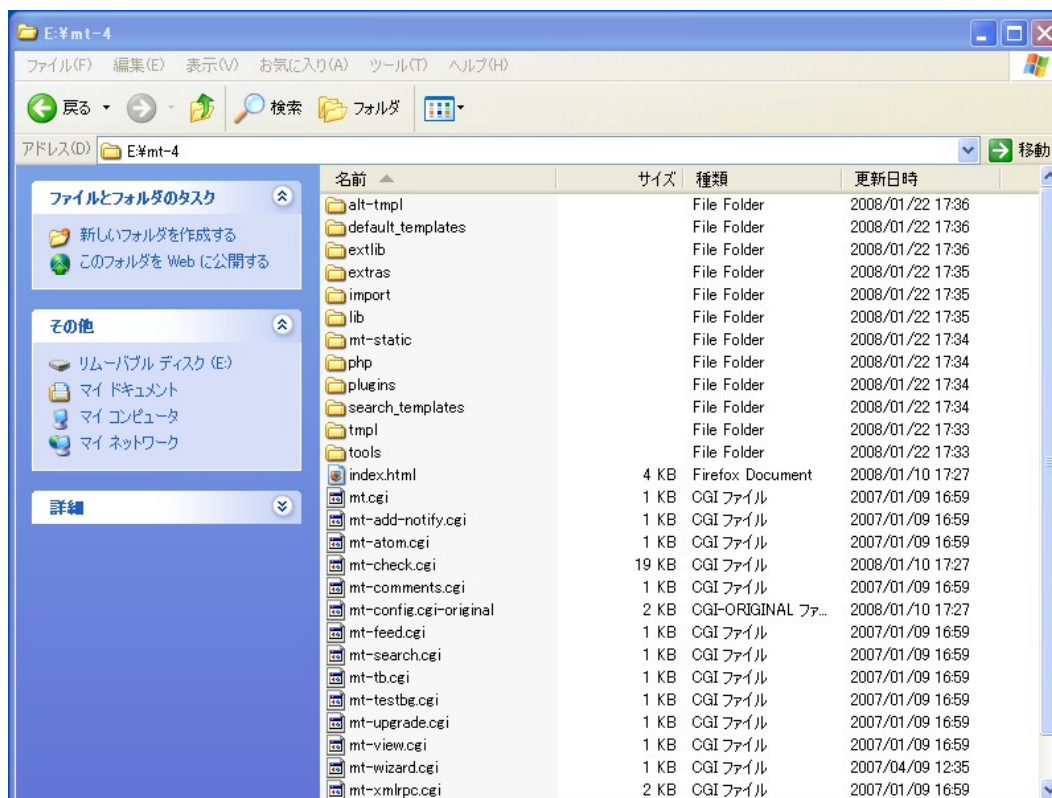 E:¥mt-4
ファイル(F) 編集(E) 表示(V) お気に入り(A) ツール(T) ヘルプ(H)
戻る 検索 フォルダ
アドレス(D) E:¥mt-4 移動
ファイルとフォルダのタスク
新しいフォルダを作成する
このフォルダを Web に公開する
その他
リムーバブル ディスク (E:)
マイ ドキュメント
マイ コンピュータ
マイ ネットワーク
詳細
名前 サイズ 種類 更新日時
alt-tmpl File Folder 2008/01/22 17:36
default_templates File Folder 2008/01/22 17:36
extlib File Folder 2008/01/22 17:36
extras File Folder 2008/01/22 17:35
import File Folder 2008/01/22 17:35
lib File Folder 2008/01/22 17:35
mt-static File Folder 2008/01/22 17:34
php File Folder 2008/01/22 17:34
plugins File Folder 2008/01/22 17:34
search_templates File Folder 2008/01/22 17:34
tmpl File Folder 2008/01/22 17:33
tools File Folder 2008/01/22 17:33
index.html 4 KB Firefox Document 2008/01/10 17:27
mt.cgi 1 KB CGI ファイル 2007/01/09 16:59
mt-add-notify.cgi 1 KB CGI ファイル 2007/01/09 16:59
mt-atom.cgi 1 KB CGI ファイル 2007/01/09 16:59
mt-check.cgi 19 KB CGI ファイル 2008/01/10 17:27
mt-comments.cgi 1 KB CGI ファイル 2007/01/09 16:59
mt-config.cgi-original 2 KB CGI-ORIGINAL ファ... 2008/01/10 17:27
mt-feed.cgi 1 KB CGI ファイル 2007/01/09 16:59
mt-search.cgi 1 KB CGI ファイル 2007/01/09 16:59
mt-tb.cgi 1 KB CGI ファイル 2007/01/09 16:59
mt-testbg.cgi 1 KB CGI ファイル 2007/01/09 16:59
mt-upgrade.cgi 1 KB CGI ファイル 2007/01/09 16:59
mt-view.cgi 1 KB CGI ファイル 2007/01/09 16:59
mt-wizard.cgi 1 KB CGI ファイル 2007/04/09 12:35
mt-xmlrpc.cgi 2 KB CGI ファイル 2007/01/09 16:59